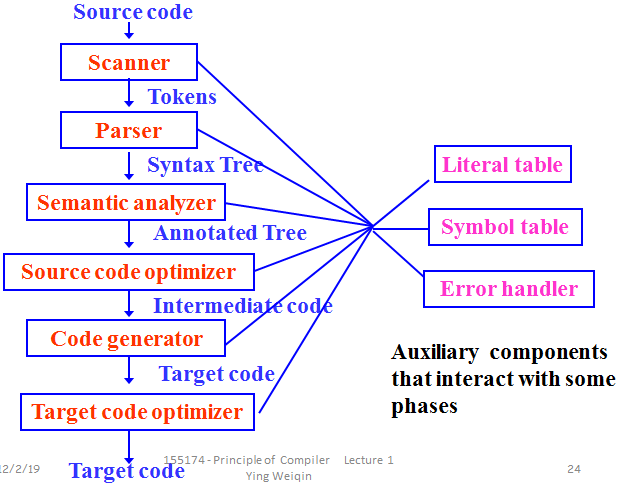 Source code
Scanner
Tokens
Parser
Syntax Tree
Semantic analyzer
Annotated Tree
Source code optimizer
Intermediate code
Code generator
Target code
Target code optimizer
Target code
Literal table
Symbol table
Error handler
Auxiliary components
that interact with some
phases
12/2/19
155174-Principle of Compiler Lecture 1
Ying Weiqin
24